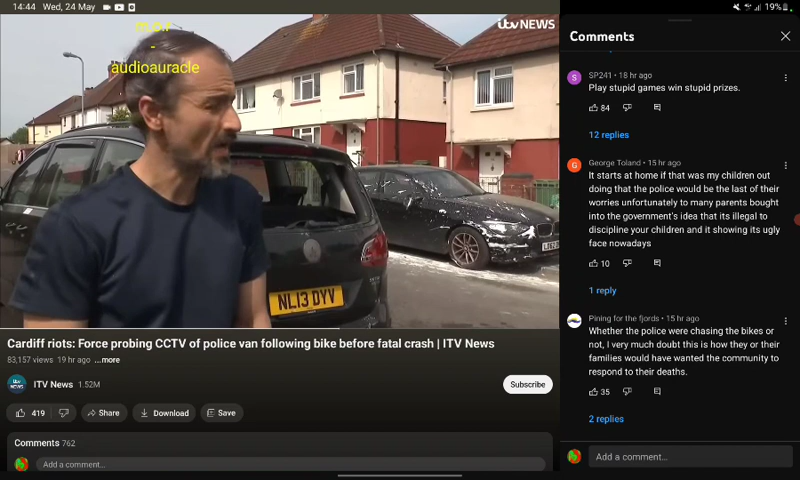 14:44 Wed, 24 May
19%
itv NEWS
-
audioauracle
NL13 DYV
Cardiff riots: Force probing CCTV of police van following bike before fatal crash | ITV News
83,157 views 19 hr ago ...more
ITV News 1.52M
Subscribe
419
Share
Download
Save
Comments 762
Add a comment...
Comments
SP241 • 18 hr ago
Play stupid games win stupid prizes.
84
12 replies
George Toland • 15 hr ago
It starts at home if that was my children out
doing that the police would be the last of their
worries unfortunately to many parents bought
into the government's idea that its illegal to
discipline your children and it showing its ugly
face nowadays
10
1 reply
Pining for the fjords • 15 hr ago
Whether the police were chasing the bikes or
not, I very much doubt this is how they or their
families would have wanted the community to
respond to their deaths.
35
2 replies
Add a comment...